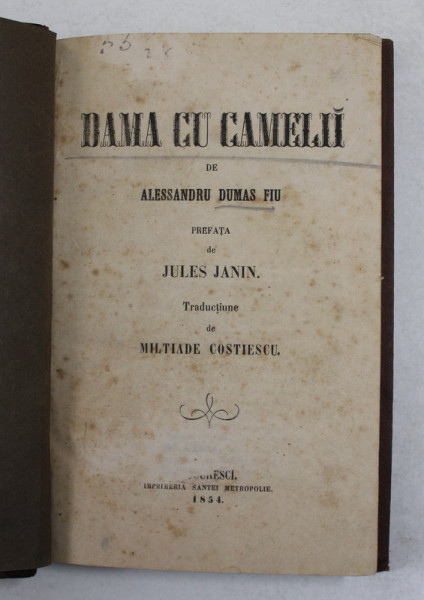 DAMA CU CAMELIĬ
DE
ALESSANDRU DUMAS FIU
PREFAȚA
de
JULES JANIN.
Traducțiune
de
MILTIADE COSTIESCU.
IMPRIMERIA SANTEI METROPOLIE.
1854.